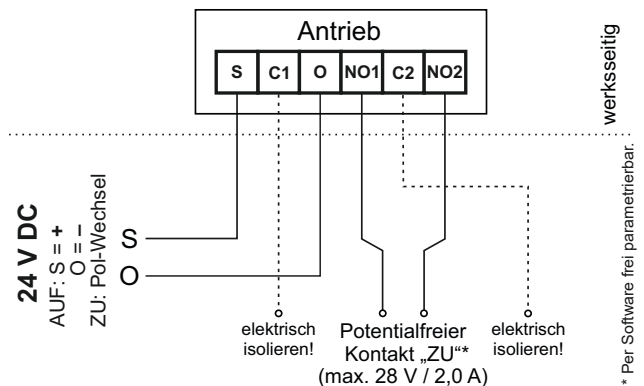 Antrieb
S C1 O NO1 C2 NO2
werksseitig
24 V DC
AUF: S = +
O = –
ZU: Pol-Wechsel
S
O
elektrisch
isolieren!
Potentialfreier
Kontakt „ZU“*
(max. 28 V / 2,0 A)
elektrisch
isolieren!
* Per Software frei parametrierbar.